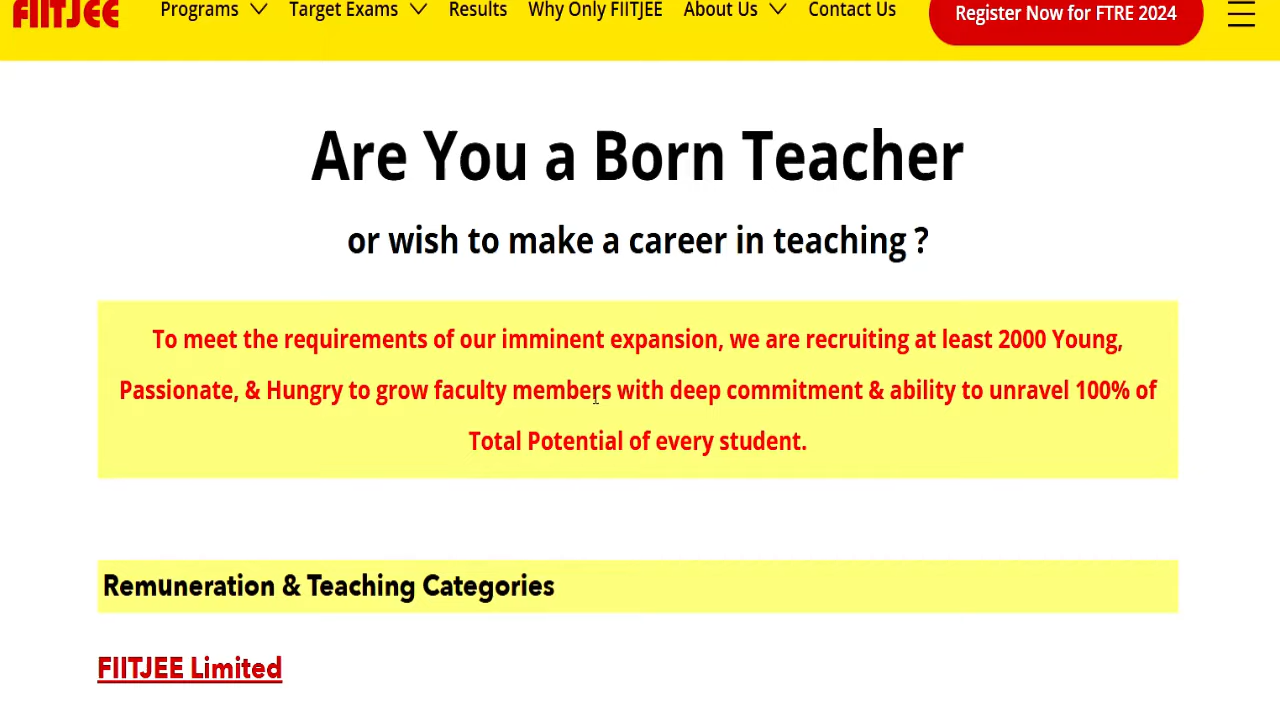 FIITJEE Programs Target Exams Results Why Only FIITJEE About Us Contact Us Register Now for FTRE 2024
Are You a Born Teacher
or wish to make a career in teaching ?
To meet the requirements of our imminent expansion, we are recruiting at least 2000 Young,
Passionate, & Hungry to grow faculty members with deep commitment & ability to unravel 100% of
Total Potential of every student.
Remuneration & Teaching Categories
FIITJEE Limited